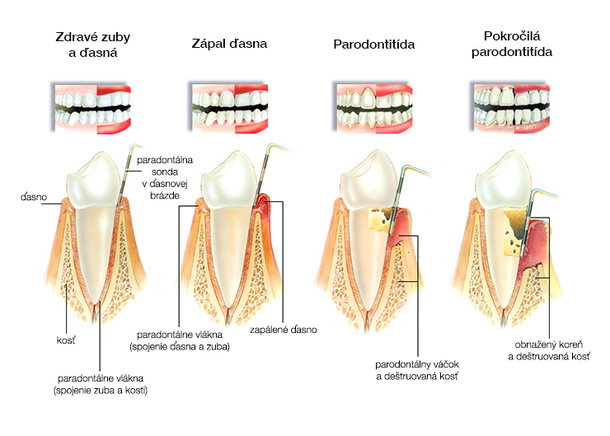 Zdravé zuby
a ďasná
Zápal ďasna
Parodontitída
Pokročilá
parodontitída
paradontálna
sonda
v ďasnovej
brázde
ďasno
kosť
paradontálne vlákna
(spojenie zuba a kosti)
paradontálne vlákna
(spojenie ďasna a zuba)
zapálené ďasno
parodontálny váčok
a deštruovaná kosť
obnažený koreň
a deštruovaná kosť